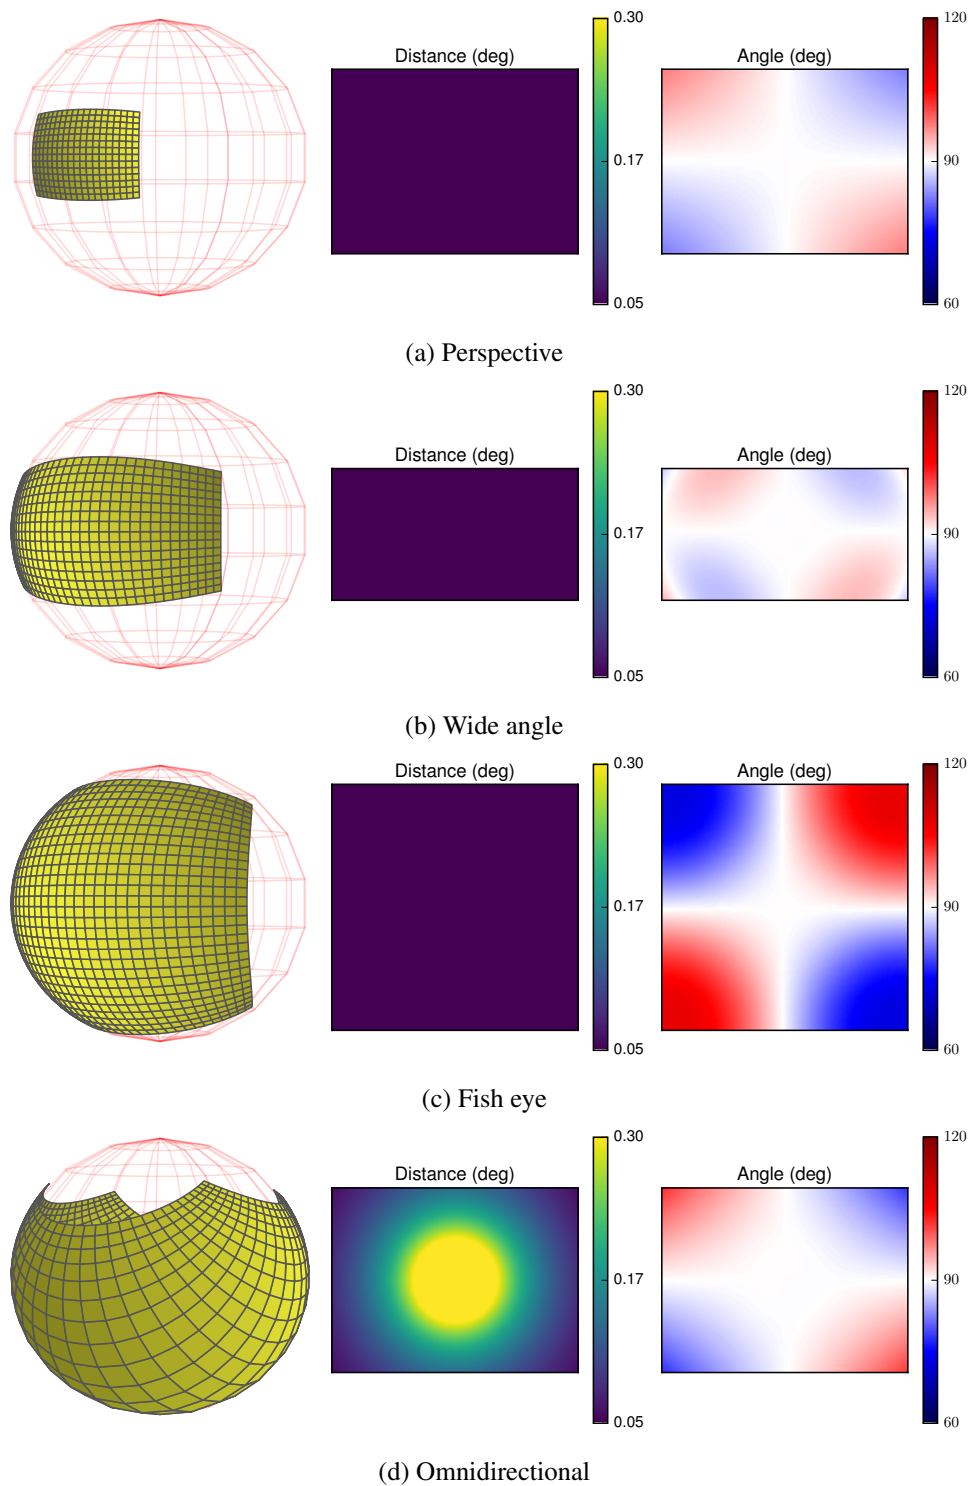 0.30
120
Distance (deg)
Angle (deg)
0.17
90
0.05
60
(a) Perspective
0.30
120
Distance (deg)
Angle (deg)
0.17
90
0.05
60
(b) Wide angle
0.30
120
Distance (deg)
Angle (deg)
0.17
90
0.05
60
(c) Fish eye
0.30
120
Distance (deg)
Angle (deg)
0.17
90
0.05
60
(d) Omnidirectional